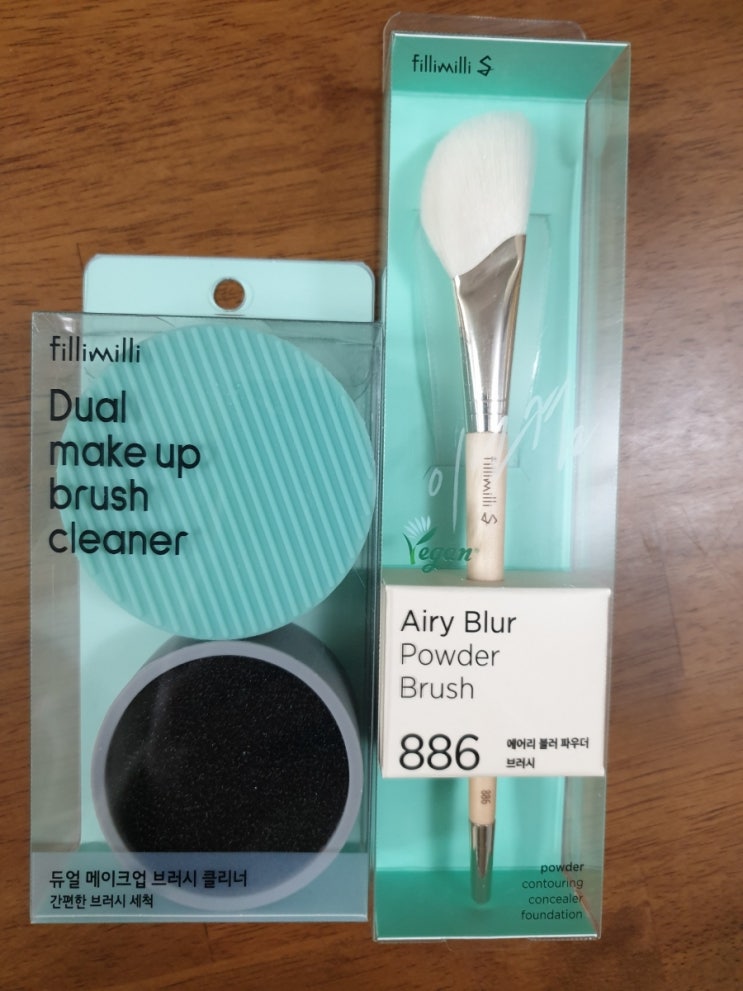 fillimilli
Dual
make up
brush
cleaner
듀얼 메이크업 브러시 클리너
간편한 브러시 세척
fillimilli S
fillimilli S
Vegan
Airy Blur
Powder
Brush
886
에어리 블러 파우더
브러시
886
powder
contouring
concealer
foundation